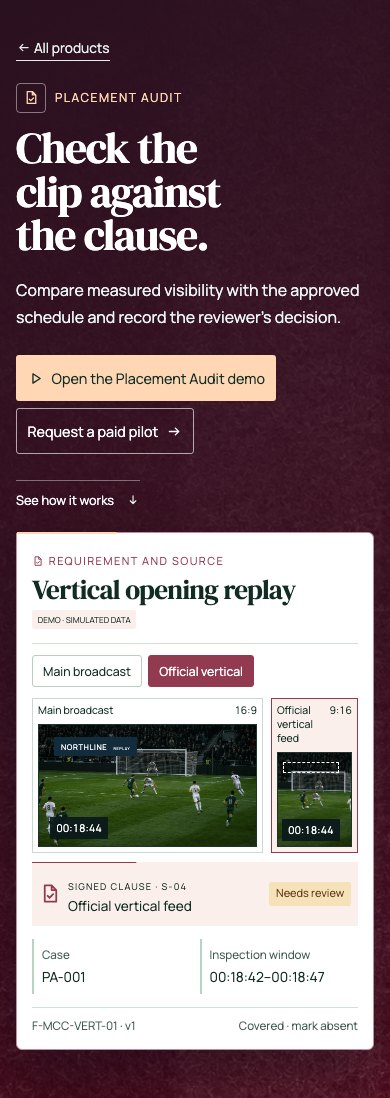 ← All products
PLACEMENT AUDIT
Check the
clip against
the clause.
Compare measured visibility with the approved
schedule and record the reviewer's decision.
Open the Placement Audit demo
Request a paid pilot →
See how it works ↓
REQUIREMENT AND SOURCE
Vertical opening replay
DEMO · SIMULATED DATA
Main broadcast
Official vertical
Main broadcast 16:9
Official vertical feed 9:16
NORTHLINE REPLAY
00:18:44
00:18:44
SIGNED CLAUSE · S-04
Official vertical feed
Needs review
Case
PA-001
Inspection window
00:18:42–00:18:47
F-MCC-VERT-01 · v1
Covered · mark absent